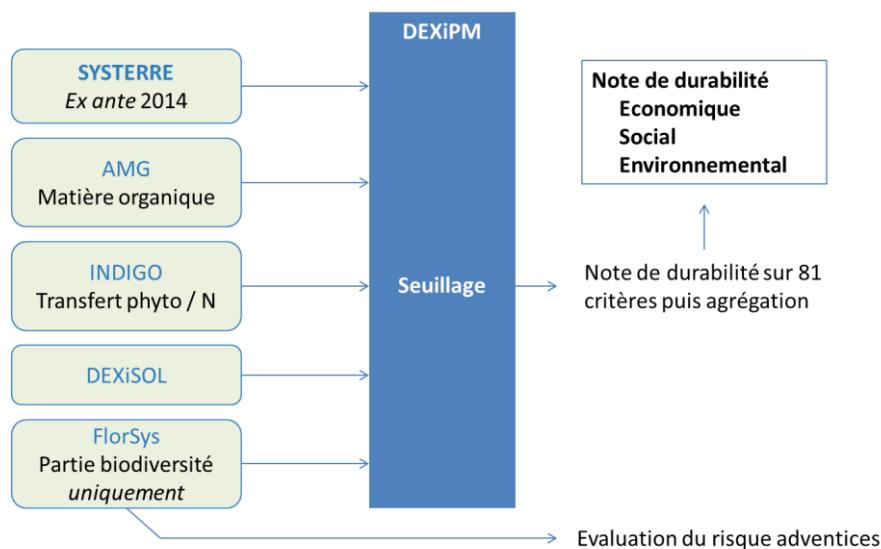 DEXiPM
SYSTERRE
Ex ante 2014
AMG
Matière organique
INDIGO
Transfert phyto / N
DEXiSOL
FlorSys
Partie biodiversité
uniquement
Seuillage
Note de durabilité
Economique
Social
Environnemental
Note de durabilité sur 81
critères puis agrégation
Evaluation du risque adventices